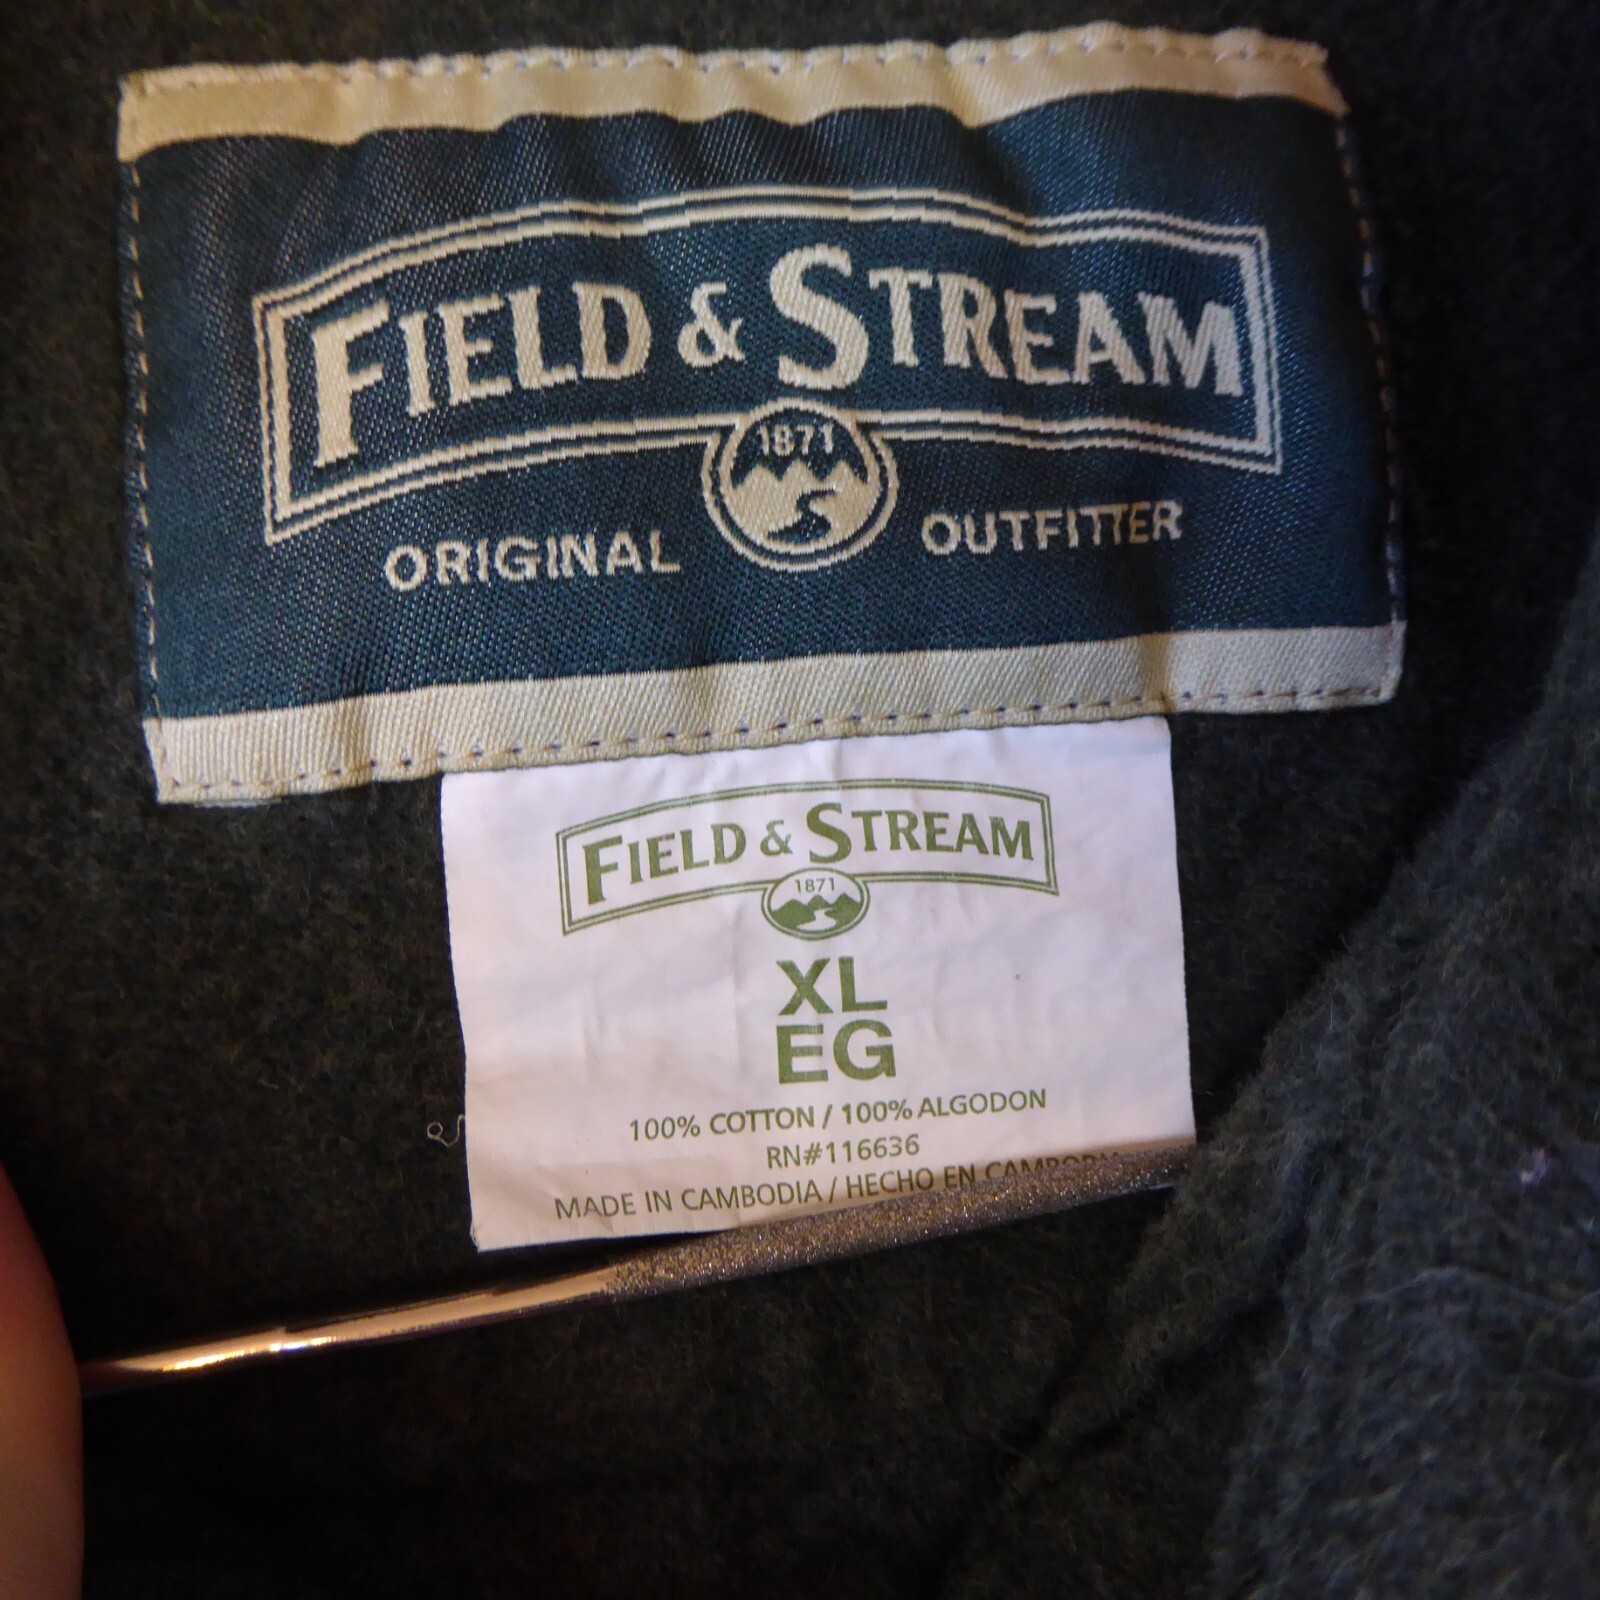 FIELD & STREAM
1871
ORIGINAL OUTFITTER
FIELD & STREAM
1871
XL
EG
100% COTTON / 100% ALGODON
RN#116636
MADE IN CAMBODIA / HECHO EN CAMBODIA